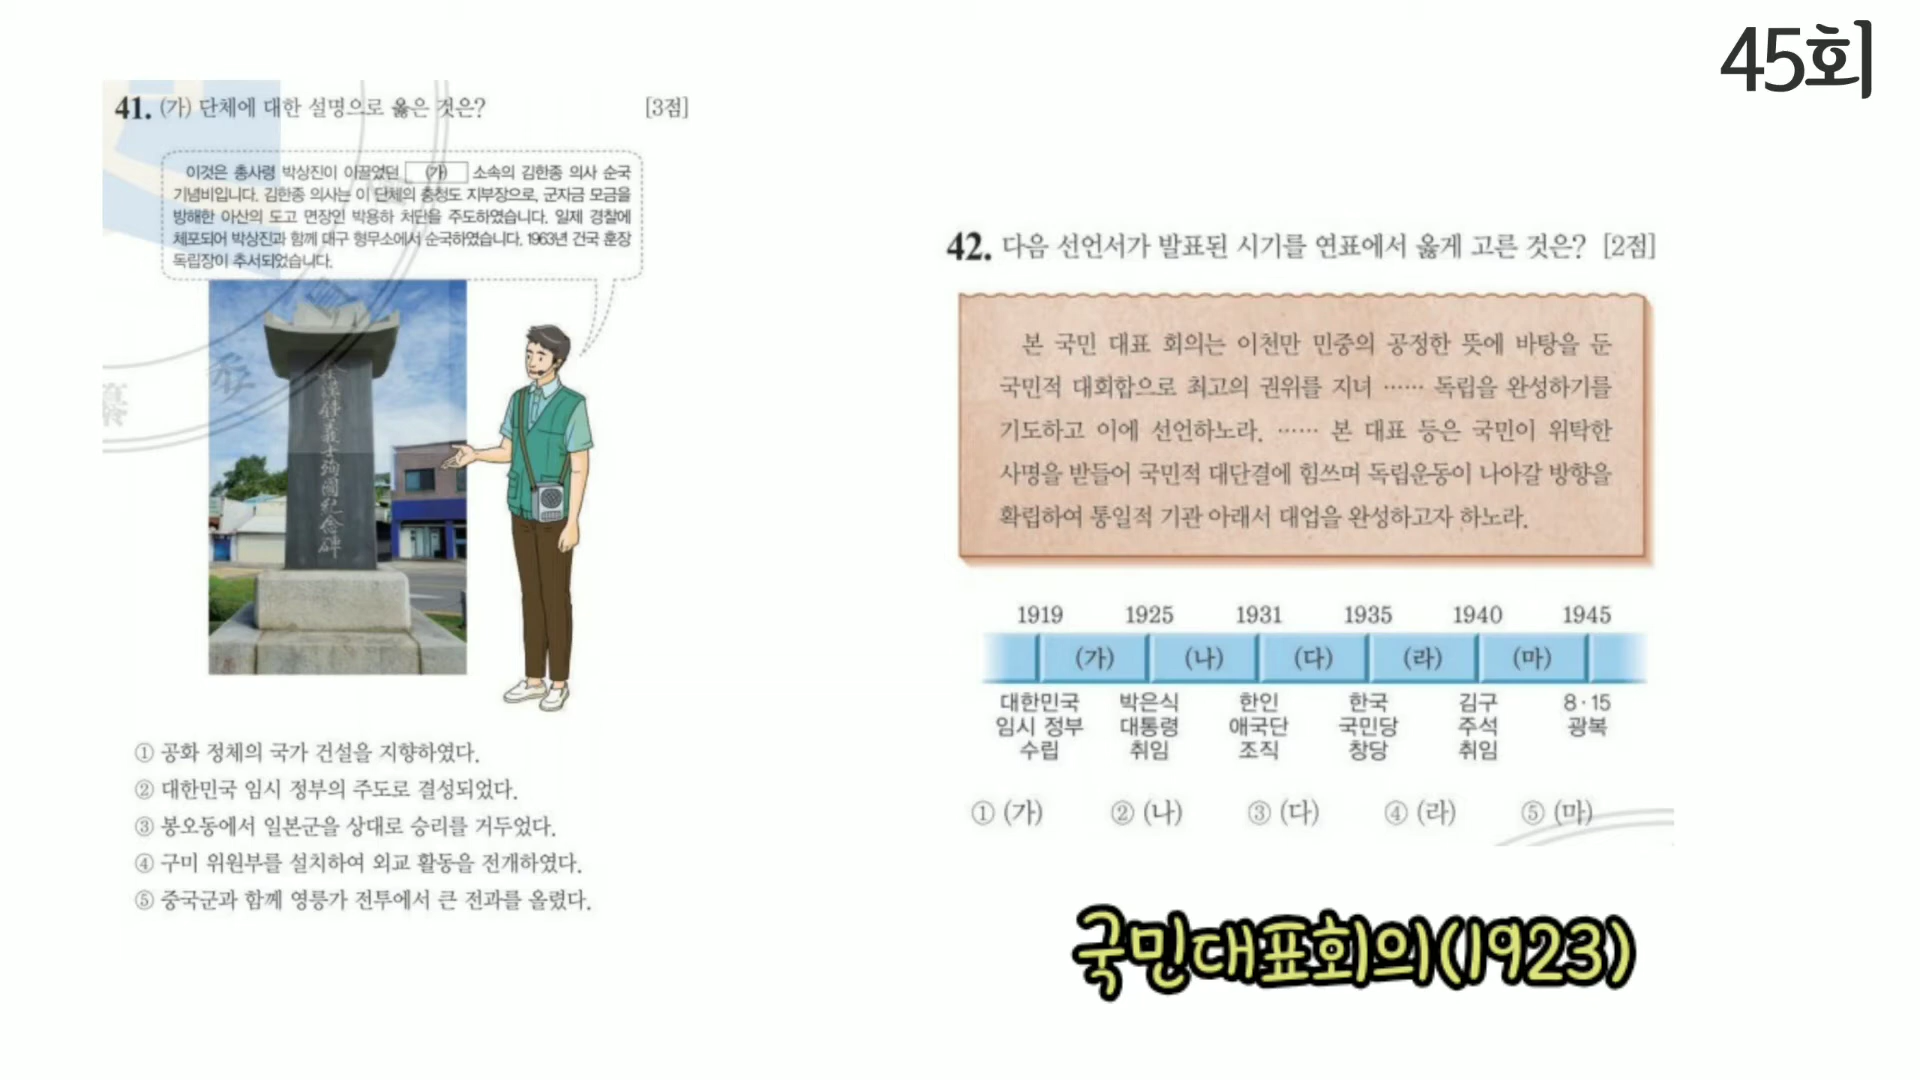 45회
41. (가) 단체에 대한 설명으로 옳은 것은? [3점]
이것은 총사령 박상진이 이끌었던 (가) 소속의 김한종 의사 순국
기념비입니다. 김한종 의사는 이 단체의 충청도 지부장으로, 군자금 모금을
방해한 아산의 도고 면장인 박용하 처단을 주도하였습니다. 일제 경찰에
체포되어 박상진과 함께 대구 형무소에서 순국하였습니다. 1963년 건국 훈장
독립장이 추서되었습니다.
義士殉國紀念碑
① 공화 정체의 국가 건설을 지향하였다.
② 대한민국 임시 정부의 주도로 결성되었다.
③ 봉오동에서 일본군을 상대로 승리를 거두었다.
④ 구미 위원부를 설치하여 외교 활동을 전개하였다.
⑤ 중국군과 함께 영릉가 전투에서 큰 전과를 올렸다.
42. 다음 선언서가 발표된 시기를 연표에서 옳게 고른 것은? [2점]
본 국민 대표 회의는 이천만 민중의 공정한 뜻에 바탕을 둔
국민적 대회합으로 최고의 권위를 지녀 …… 독립을 완성하기를
기도하고 이에 선언하노라. …… 본 대표 등은 국민이 위탁한
사명을 받들어 국민적 대단결에 힘쓰며 독립운동이 나아갈 방향을
확립하여 통일적 기관 아래서 대업을 완성하고자 하노라.
1919 1925 1931 1935 1940 1945
(가) (나) (다) (라) (마)
대한민국 박은식 한인 한국 김구 8·15
임시 정부 대통령 애국단 국민당 주석 광복
수립 취임 조직 창당 취임
① (가) ② (나) ③ (다) ④ (라) ⑤ (마)
국민대표회의(1923)